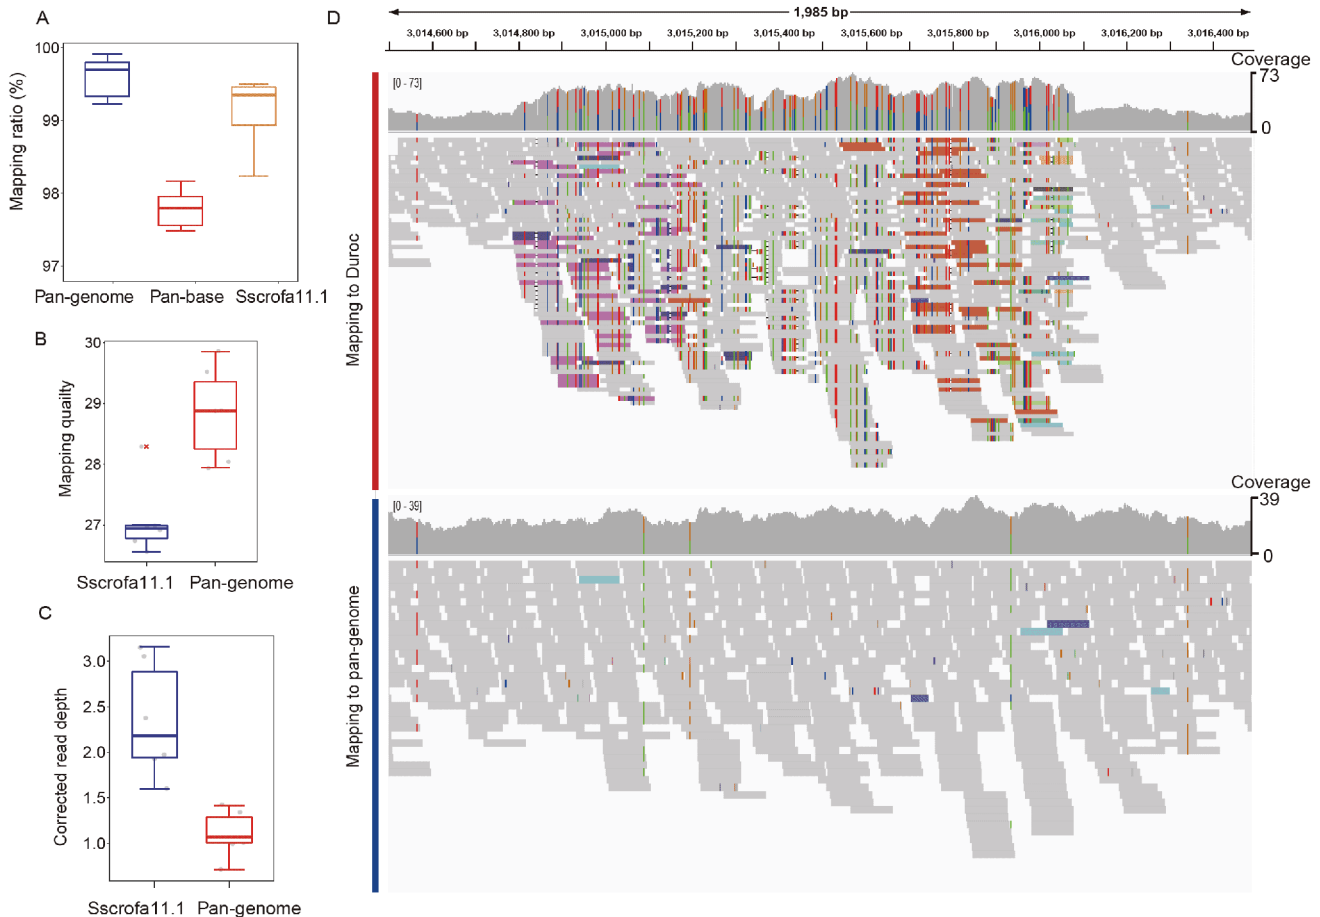 A
100
99
98
97
Mapping ratio (%)
Pan-genome Pan-base Sscrofa11.1
B
30
29
28
27
Mapping quailty
Sscrofa11.1 Pan-genome
C
3.0
2.5
2.0
1.5
1.0
Corrected read depth
Sscrofa11.1 Pan-genome
D
1,985 bp
3,014,600 bp 3,014,800 bp 3,015,000 bp 3,015,200 bp 3,015,400 bp 3,015,600 bp 3,015,800 bp 3,016,000 bp 3,016,200 bp 3,016,400 bp
Coverage
[0 - 73]
73
0
Mapping to Duroc
Coverage
[0 - 39]
39
0
Mapping to pan-genome